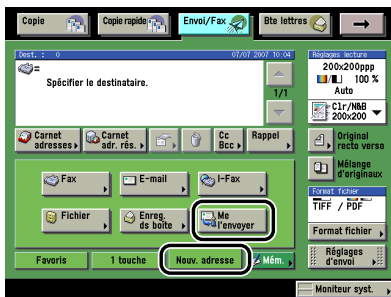 Copie
Copie rapide
Envoi/Fax
Bte lettres
Dest. : 0
07/07 2007 10:04
Spécifier le destinataire.
1/1
Carnet
adresses
Carnet
adr. rés.
Cc
Bcc
Rappel
Fax
E-mail
I-Fax
Fichier
Enreg.
ds boîte
Me
l'envoyer
Favoris
1 touche
Nouv. adresse
Mém.
Réglages lecture
200x200ppp
100 %
Auto
Clr/N&B
200x200
Original
recto verso
Mélange
d'originaux
Format fichier
TIFF / PDF
Format fichier
Réglages
d'envoi
Moniteur syst.